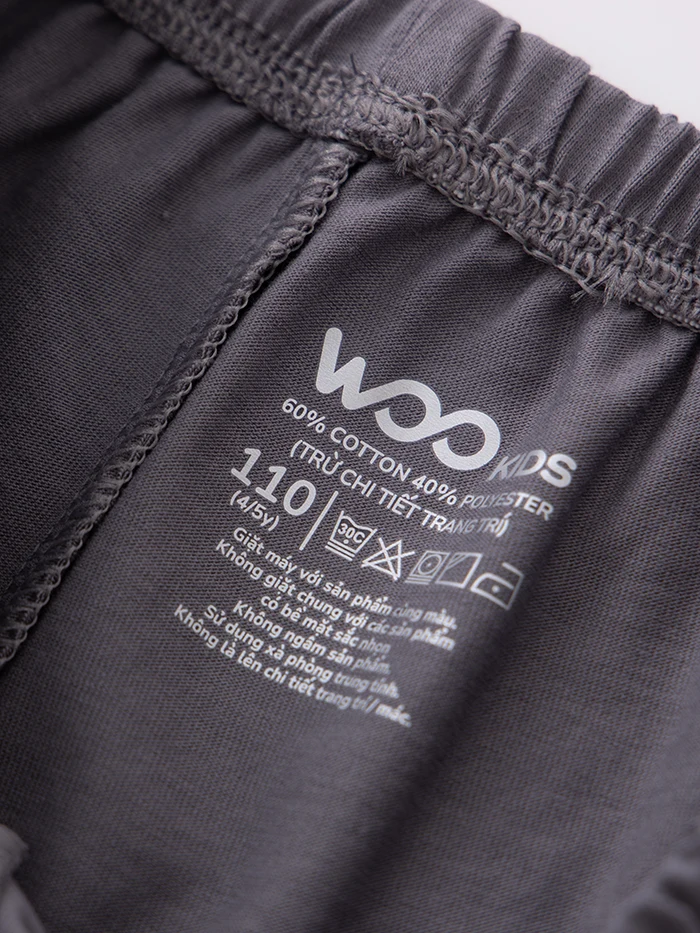 woo KIDS
60% COTTON 40% POLYESTER
(TRỪ CHI TIẾT TRANG TRÍ)
110
(4/5y)
30C
Giặt máy với sản phẩm cùng màu.
Không giặt chung với các sản phẩm
có bề mặt sắc nhọn
Không ngâm sản phẩm.
Sử dụng xà phòng trung tính.
Không là lên chi tiết trang trí/ mác.